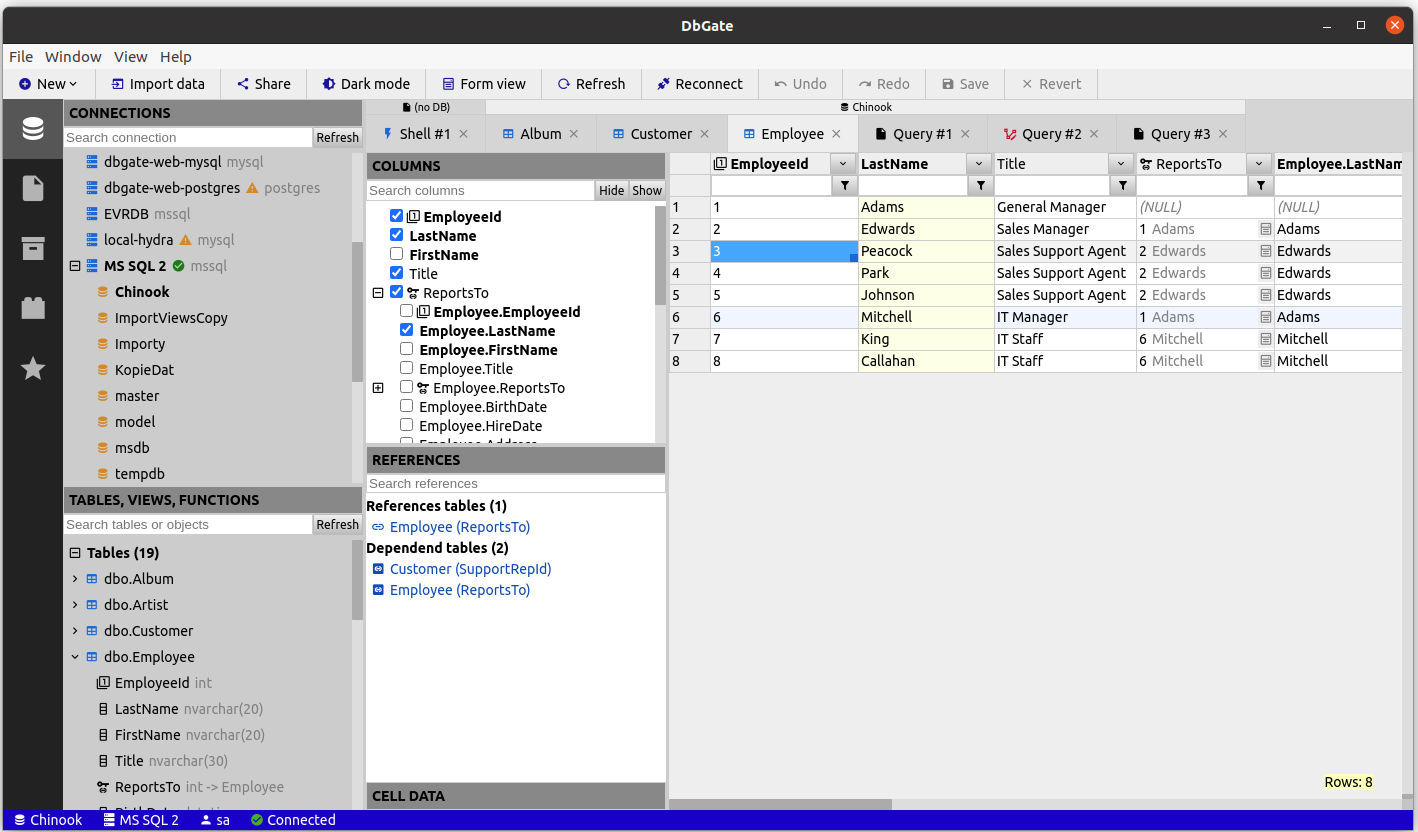 DbGate
File Window View Help
New Import data Share Dark mode Form view Refresh Reconnect Undo Redo Save Revert
CONNECTIONS
Search connection Refresh
dbgate-web-mysql mysql
dbgate-web-postgres postgres
EVRDB mssql
local-hydra mysql
MS SQL 2 mssql
Chinook
ImportViewsCopy
Importy
KopieDat
master
model
msdb
tempdb
TABLES, VIEWS, FUNCTIONS
Search tables or objects Refresh
Tables (19)
dbo.Album
dbo.Artist
dbo.Customer
dbo.Employee
EmployeeId int
LastName nvarchar(20)
FirstName nvarchar(20)
Title nvarchar(30)
ReportsTo int -> Employee
(no DB) Chinook
Shell #1 Album Customer Employee Query #1 Query #2 Query #3
COLUMNS
Search columns Hide Show
EmployeeId
LastName
FirstName
Title
ReportsTo
Employee.EmployeeId
Employee.LastName
Employee.FirstName
Employee.Title
Employee.ReportsTo
Employee.BirthDate
Employee.HireDate
Employee.Address
REFERENCES
Search references
References tables (1)
Employee (ReportsTo)
Dependend tables (2)
Customer (SupportRepId)
Employee (ReportsTo)
CELL DATA
EmployeeId LastName Title ReportsTo Employee.LastNam
1 1 Adams General Manager (NULL) (NULL)
2 2 Edwards Sales Manager 1 Adams Adams
3 3 Peacock Sales Support Agent 2 Edwards Edwards
4 4 Park Sales Support Agent 2 Edwards Edwards
5 5 Johnson Sales Support Agent 2 Edwards Edwards
6 6 Mitchell IT Manager 1 Adams Adams
7 7 King IT Staff 6 Mitchell Mitchell
8 8 Callahan IT Staff 6 Mitchell Mitchell
Rows: 8
Chinook MS SQL 2 sa Connected